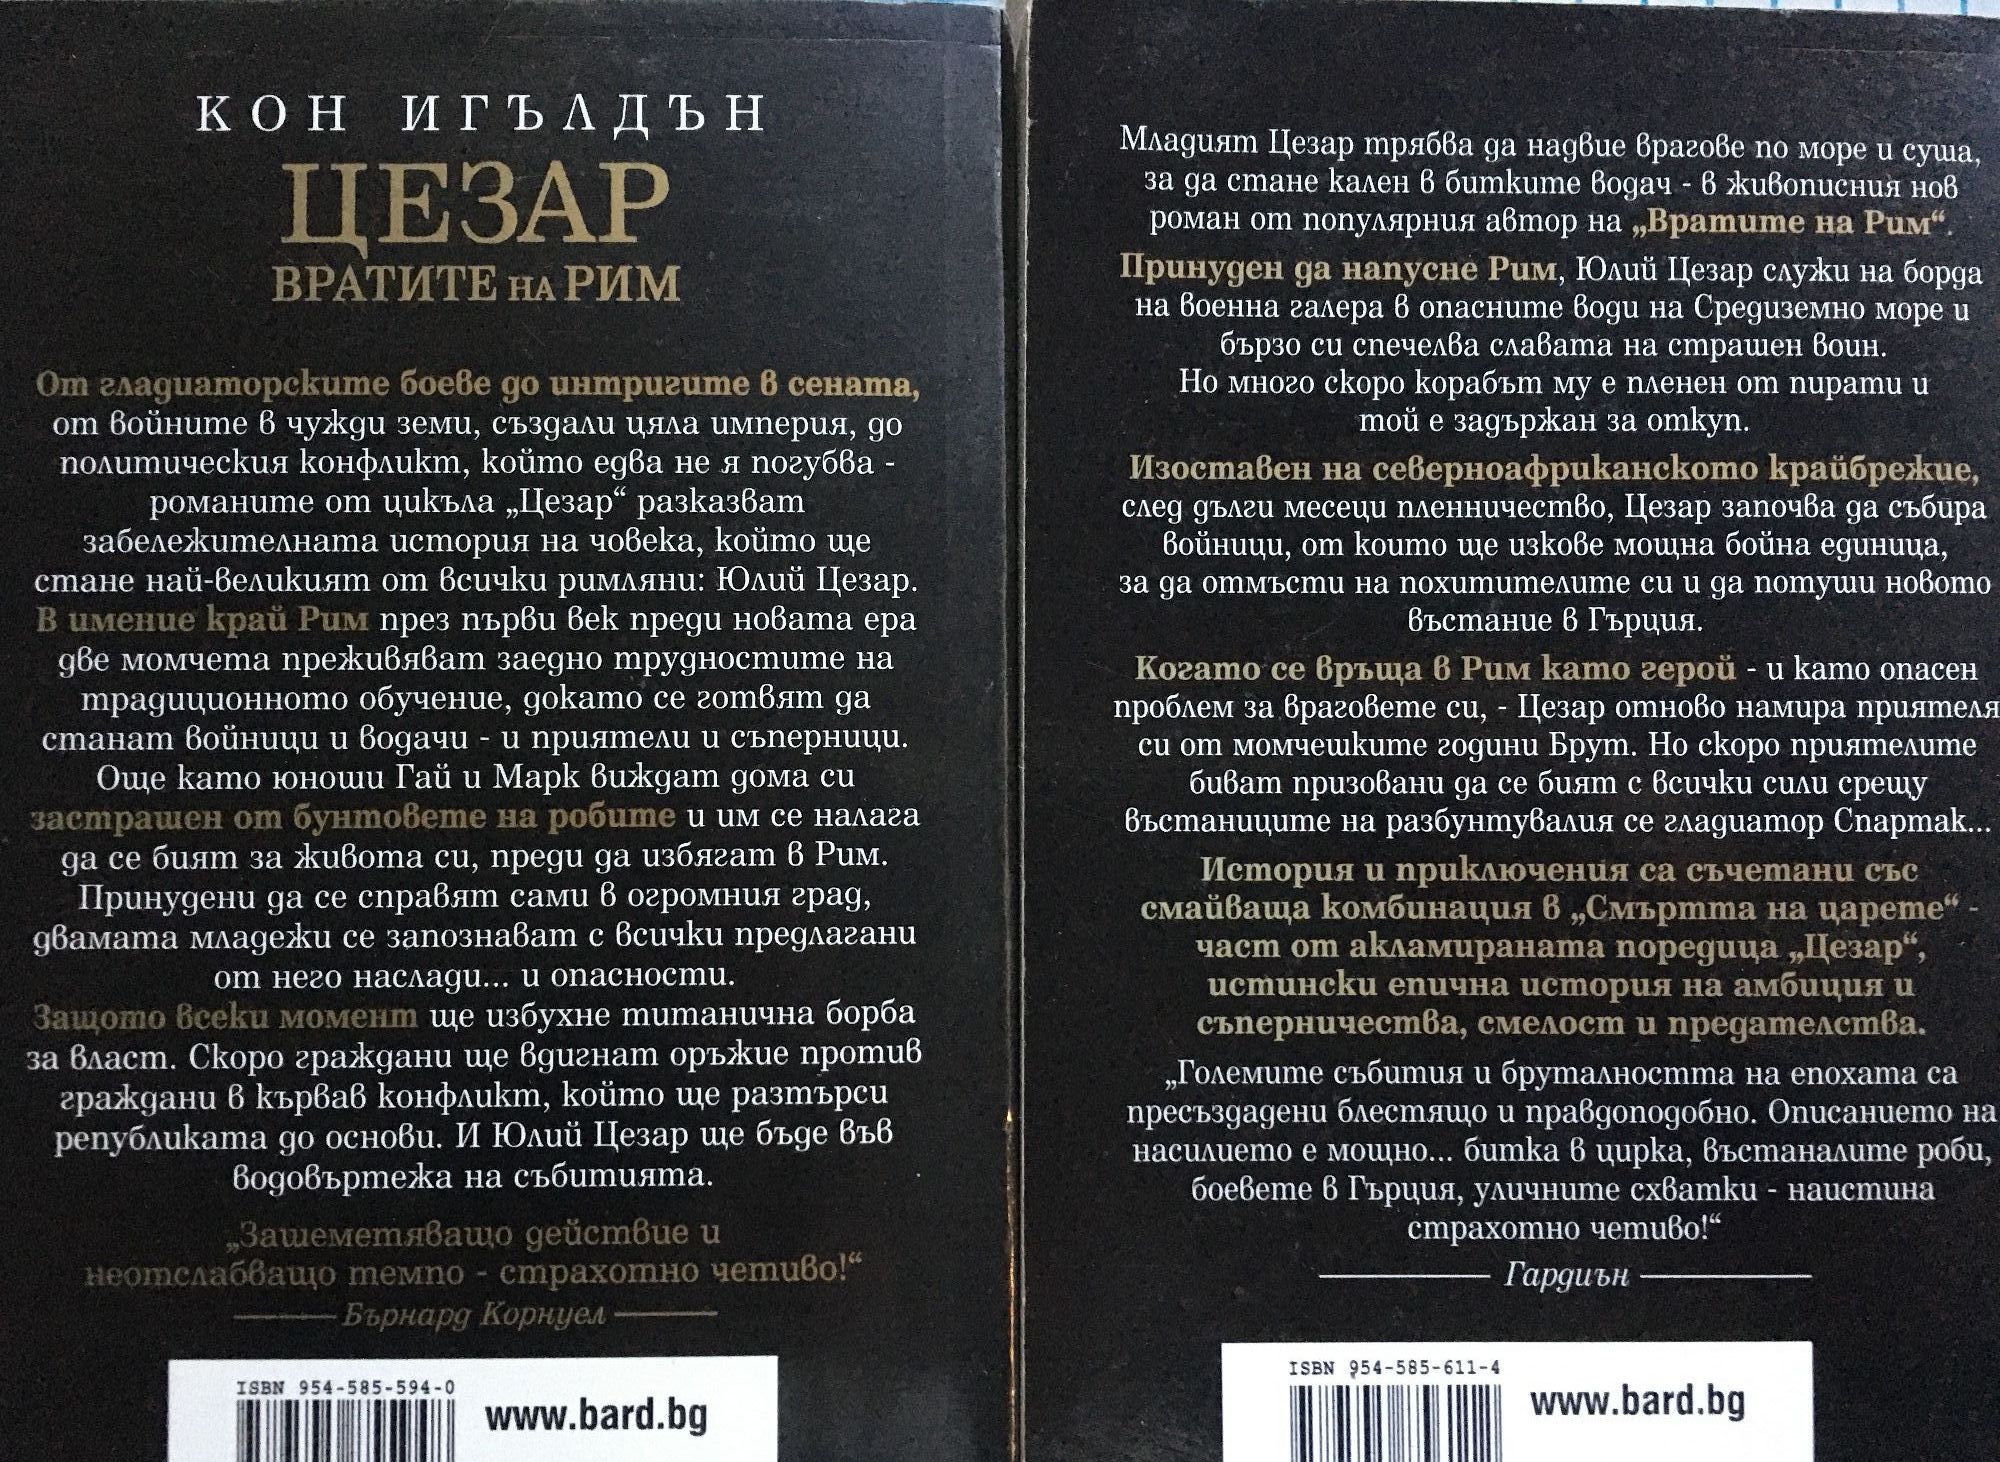 КОН ИГЪЛДЪН
ЦЕЗАР
ВРАТИТЕ НА РИМ
От гладиаторските боеве до интригите в сената,
от войните в чужди земи, създали цяла империя, до
политическия конфликт, който едва не я погубва -
романите от цикъла „Цезар“ разказват
забележителната история на човека, който ще
стане най-великият от всички римляни: Юлий Цезар.
В имение край Рим през първи век преди новата ера
две момчета преживяват заедно трудностите на
традиционното обучение, докато се готвят да
станат войници и водачи - и приятели и съперници.
Още като юноши Гай и Марк виждат дома си
застрашен от бунтовете на робите и им се налага
да се бият за живота си, преди да избягат в Рим.
Принудени да се справят сами в огромния град,
двамата младежи се запознават с всички предлагани
от него наслади... и опасности.
Защото всеки момент ще избухне титанична борба
за власт. Скоро граждани ще вдигнат оръжие против
граждани в кървав конфликт, който ще разтърси
републиката до основи. И Юлий Цезар ще бъде във
водовъртежа на събитията.
„Зашеметяващо действие и
неотслабващо темпо - страхотно четиво!“
Бърнард Корнуел
ISBN 954-585-594-0
www.bard.bg
Младият Цезар трябва да надвие врагове по море и суша,
за да стане кален в битките водач - в живописния нов
роман от популярния автор на „Вратите на Рим“.
Принуден да напусне Рим, Юлий Цезар служи на борда
на военна галера в опасните води на Средиземно море и
бързо си спечелва славата на страшен воин.
Но много скоро корабът му е пленен от пирати и
той е задържан за откуп.
Изоставен на северноафриканското крайбрежие,
след дълги месеци пленничество, Цезар започва да събира
войници, от които ще изкове мощна бойна единица,
за да отмъсти на похитителите си и да потуши новото
въстание в Гърция.
Когато се връща в Рим като герой - и като опасен
проблем за враговете си, - Цезар отново намира приятеля
си от момчешките години Брут. Но скоро приятелите
биват призовани да се бият с всички сили срещу
въстаниците на разбунтувалия се гладиатор Спартак...
История и приключения са съчетани със
смайваща комбинация в „Смъртта на царете“ -
част от акламираната поредица „Цезар“,
истински епична история на амбиция и
съперничества, смелост и предателства.
„Големите събития и бруталността на епохата са
пресъздадени блестящо и правдоподобно. Описанието на
насилието е мощно... битка в цирка, въстаналите роби,
боевете в Гърция, уличните схватки - наистина
страхотно четиво!“
Гардиън
ISBN 954-585-611-4
www.bard.bg